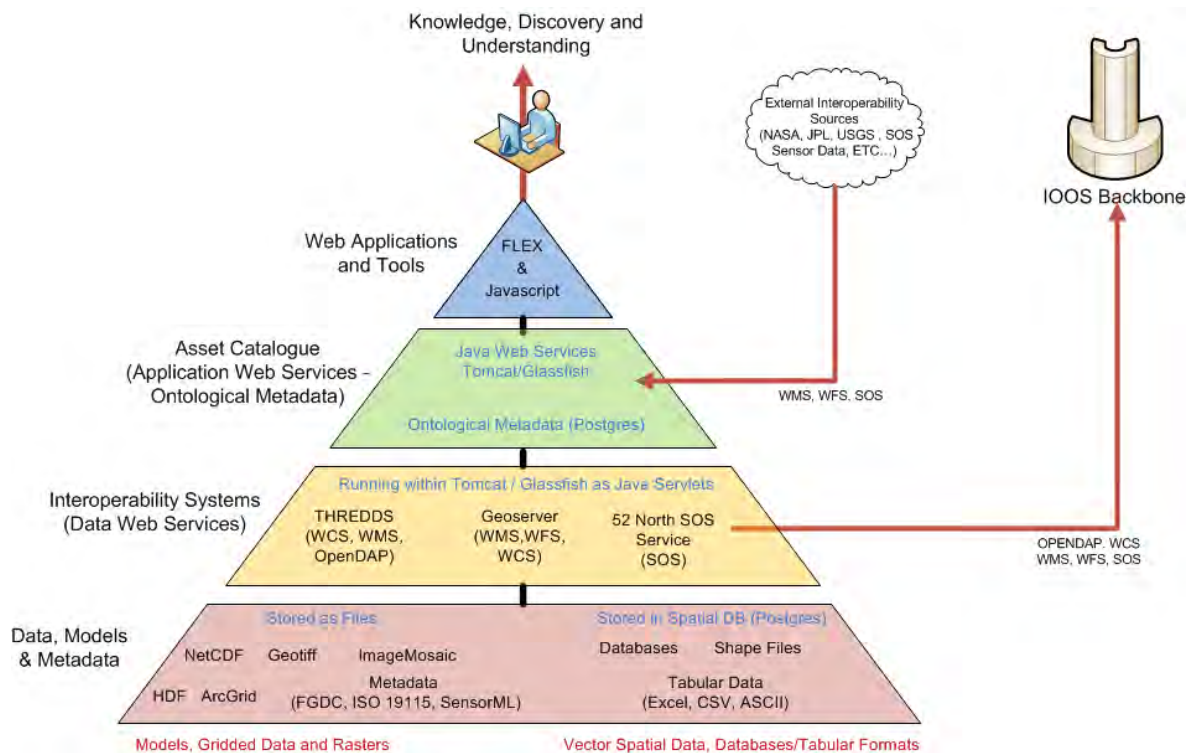 Knowledge, Discovery and
Understanding
External Interoperability
Sources
(NASA, JPL, USGS , SOS
Sensor Data, ETC...)
IOOS Backbone
Web Applications
and Tools
FLEX
&
Javascript
Asset Catalogue
(Application Web Services –
Ontological Metadata)
Java Web Services
Tomcat/Glassfish
Ontological Metadata (Postgres)
WMS, WFS, SOS
Interoperability Systems
(Data Web Services)
Running within Tomcat / Glassfish as Java Servlets
THREDDS
(WCS, WMS,
OpenDAP)
Geoserver
(WMS,WFS,
WCS)
52 North SOS
Service
(SOS)
OPENDAP. WCS
WMS, WFS, SOS
Data, Models
& Metadata
Stored as Files
NetCDF Geotiff ImageMosaic
HDF ArcGrid
Metadata
(FGDC, ISO 19115, SensorML)
Stored in Spatial DB (Postgres)
Databases Shape Files
Tabular Data
(Excel, CSV, ASCII)
Models, Gridded Data and Rasters
Vector Spatial Data, Databases/Tabular Formats